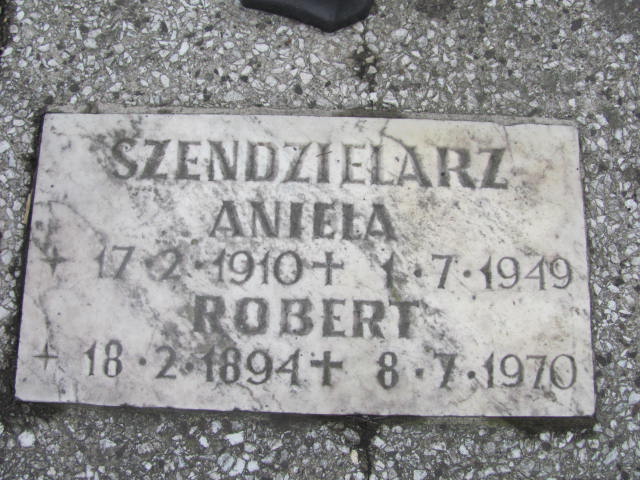 SZENDZIELARZ
ANIELA
+ 17·2·1910 + 1·7·1949
ROBERT
+ 18·2·1894 + 8·7·1970